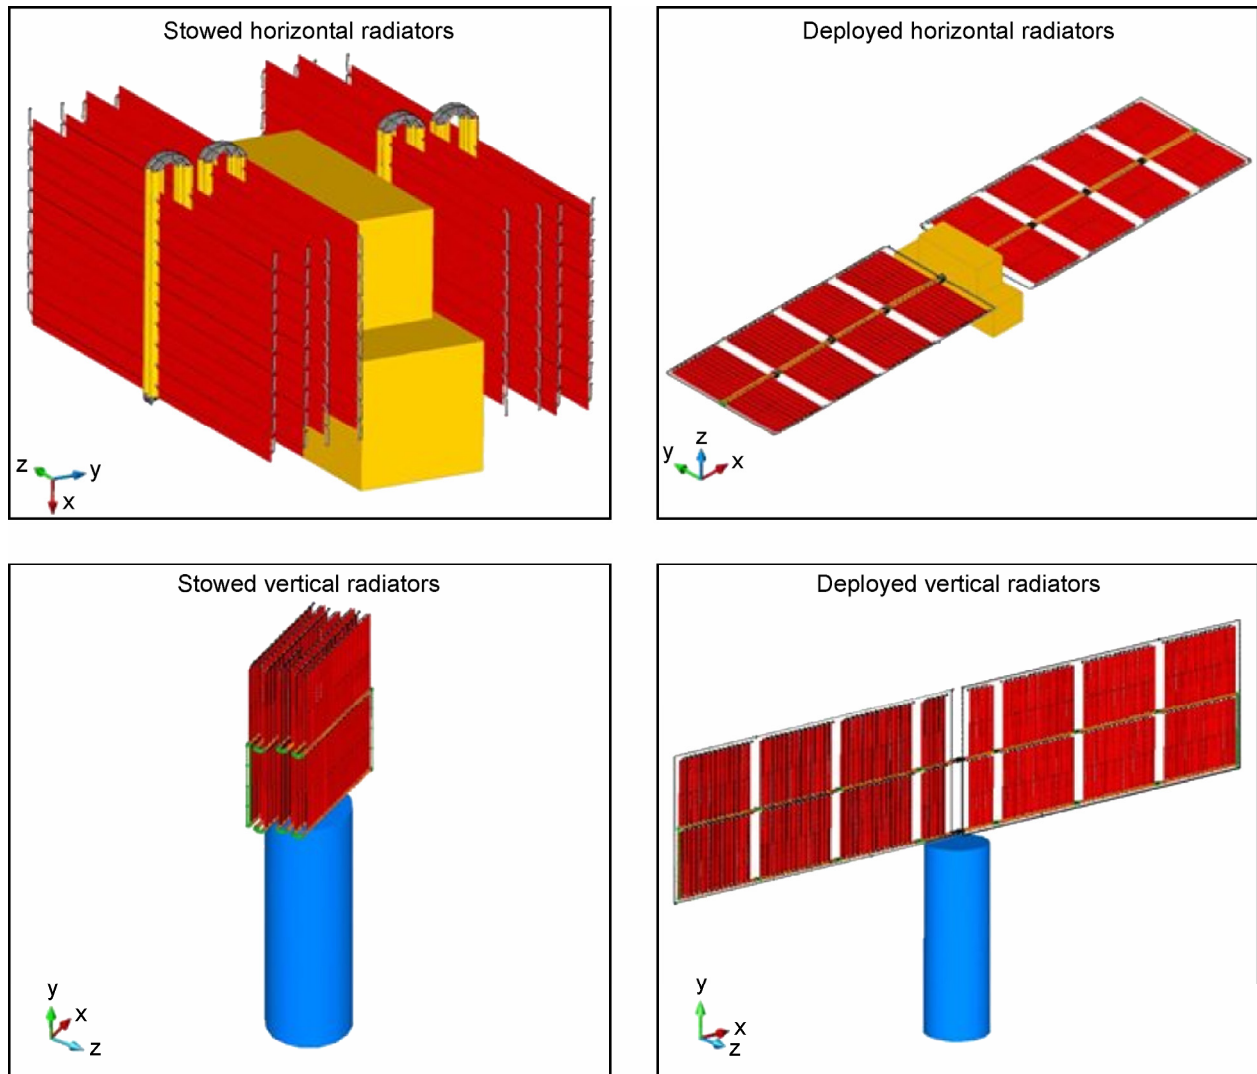 Stowed horizontal radiators
z
y
x
Deployed horizontal radiators
z
y
x
Stowed vertical radiators
y
x
z
Deployed vertical radiators
y
x
z